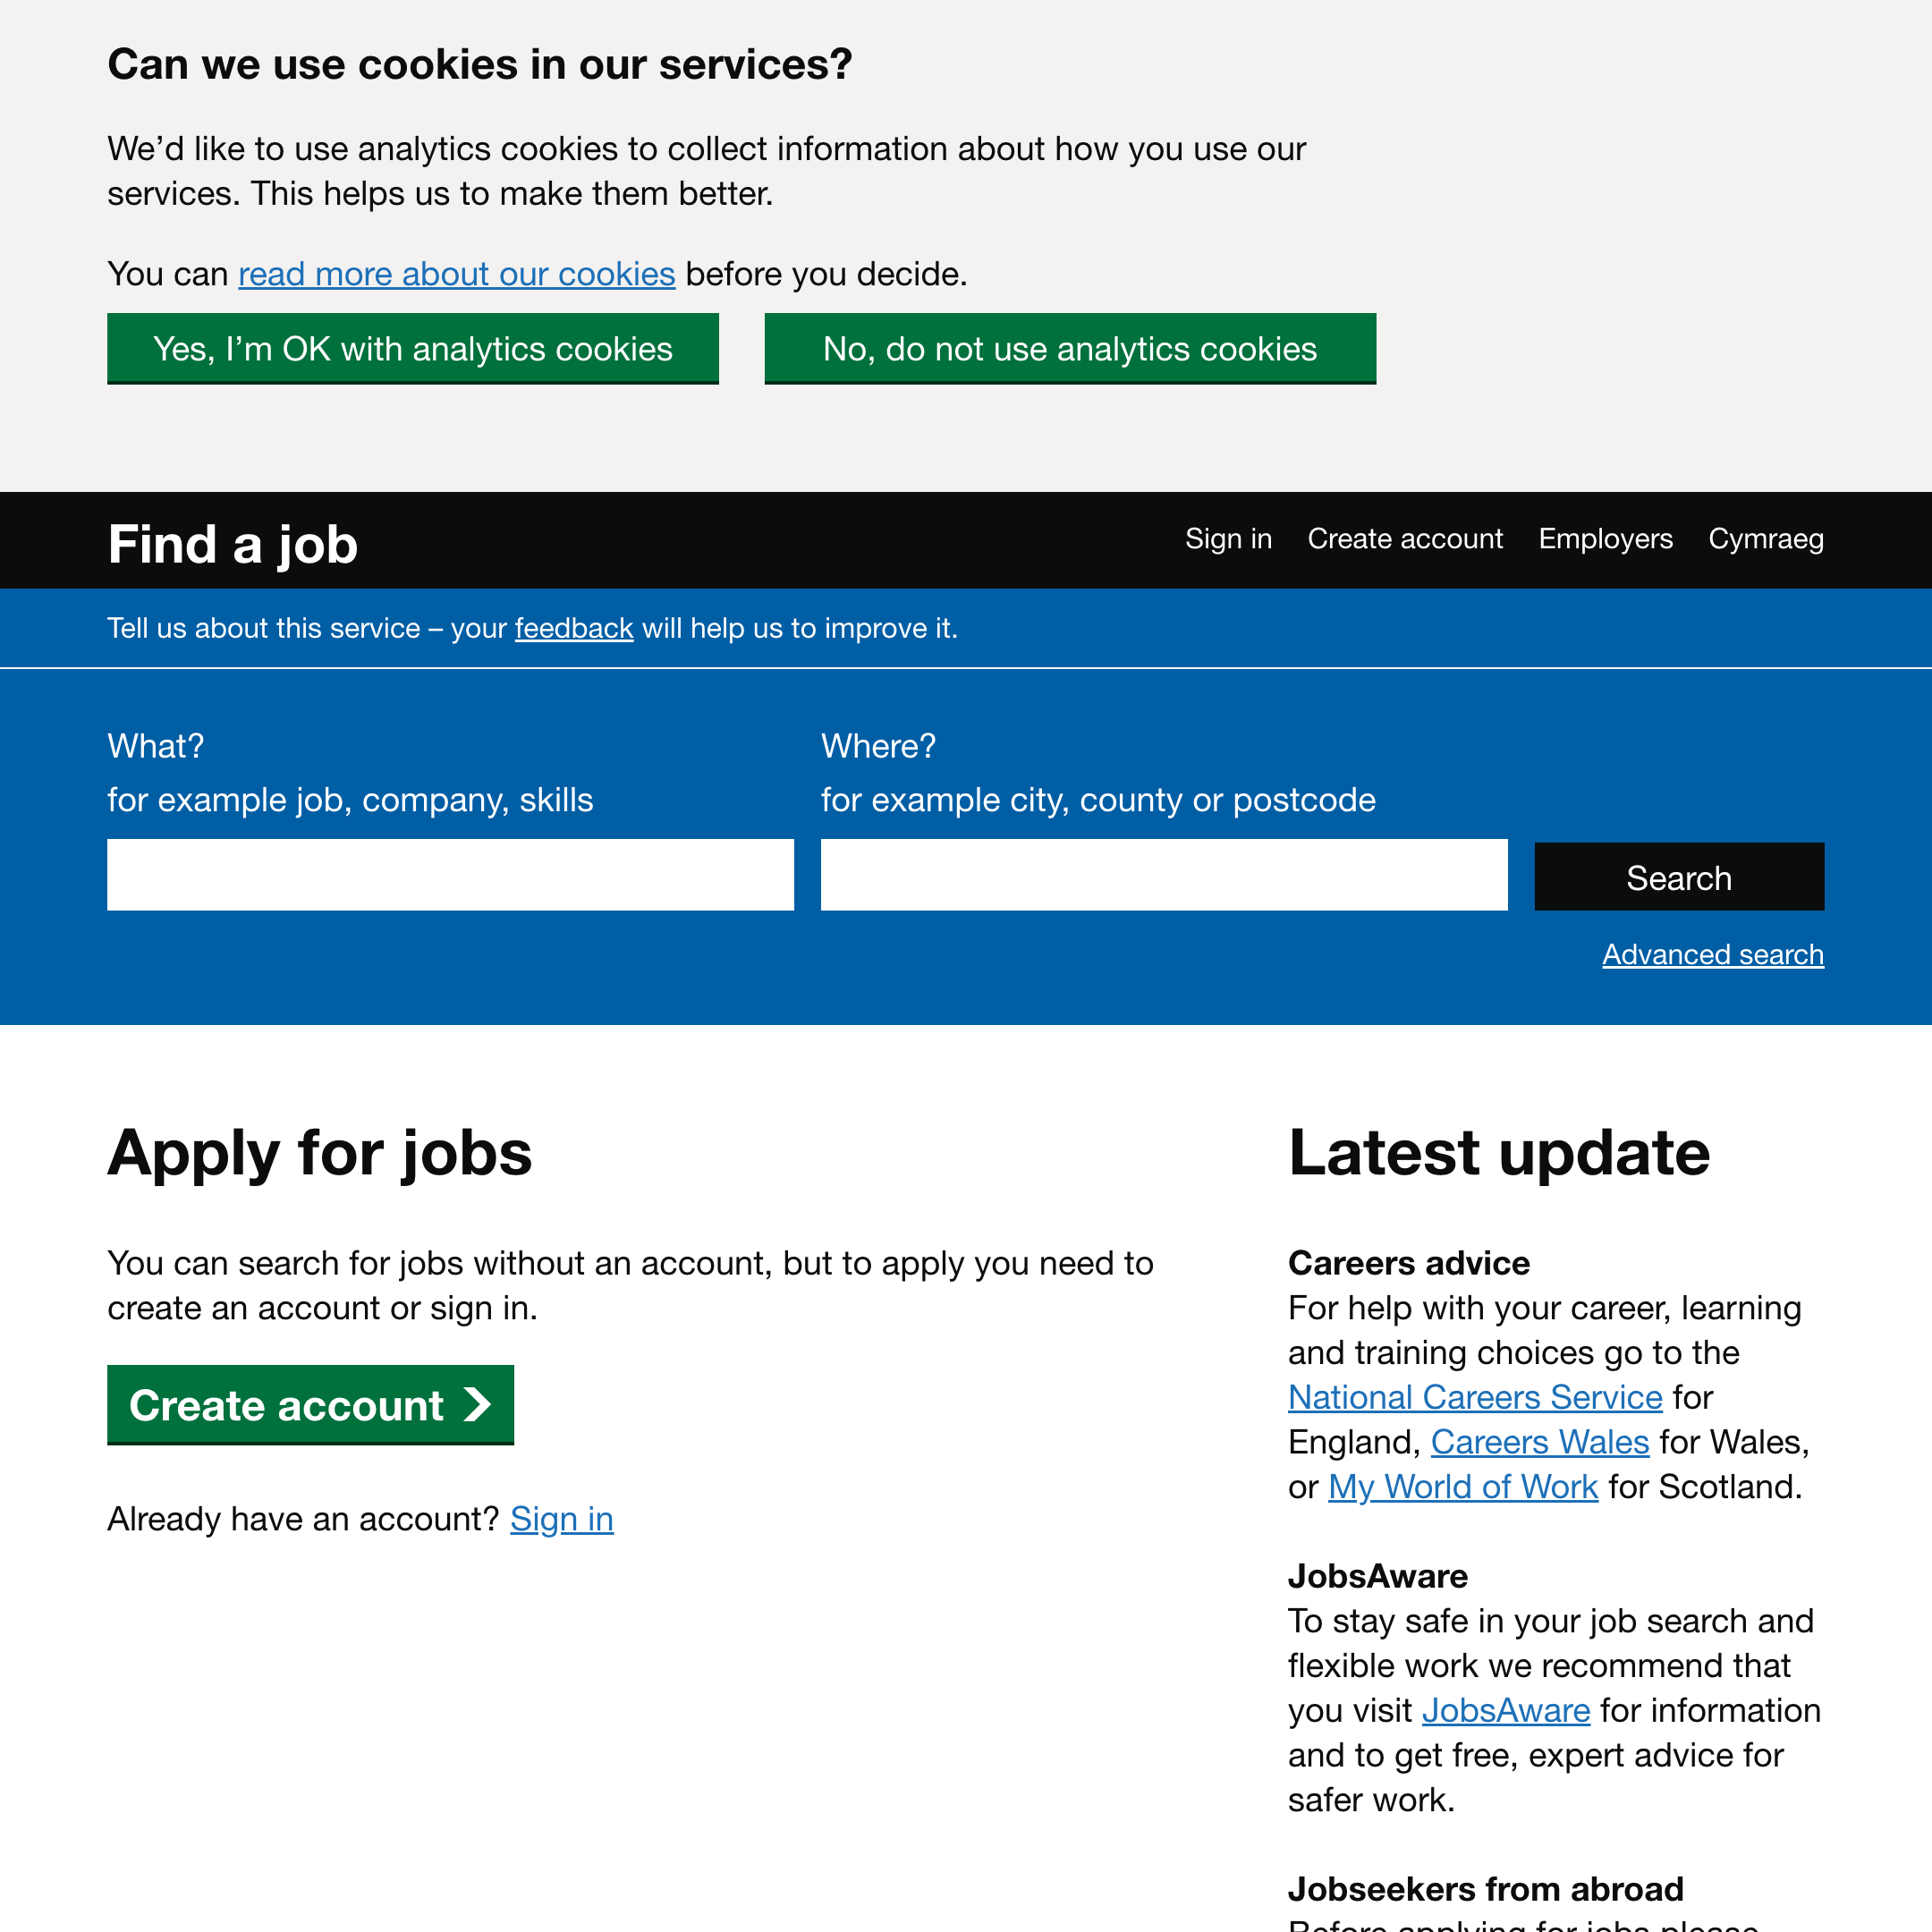 Can we use cookies in our services?
We’d like to use analytics cookies to collect information about how you use our
services. This helps us to make them better.
You can read more about our cookies before you decide.
Yes, I’m OK with analytics cookies
No, do not use analytics cookies
Find a job
Sign in
Create account
Employers
Cymraeg
Tell us about this service – your feedback will help us to improve it.
What?
for example job, company, skills
Where?
for example city, county or postcode
Search
Advanced search
Apply for jobs
You can search for jobs without an account, but to apply you need to
create an account or sign in.
Create account
Already have an account? Sign in
Latest update
Careers advice
For help with your career, learning
and training choices go to the
National Careers Service for
England, Careers Wales for Wales,
or My World of Work for Scotland.
JobsAware
To stay safe in your job search and
flexible work we recommend that
you visit JobsAware for information
and to get free, expert advice for
safer work.
Jobseekers from abroad
Before applying for jobs please